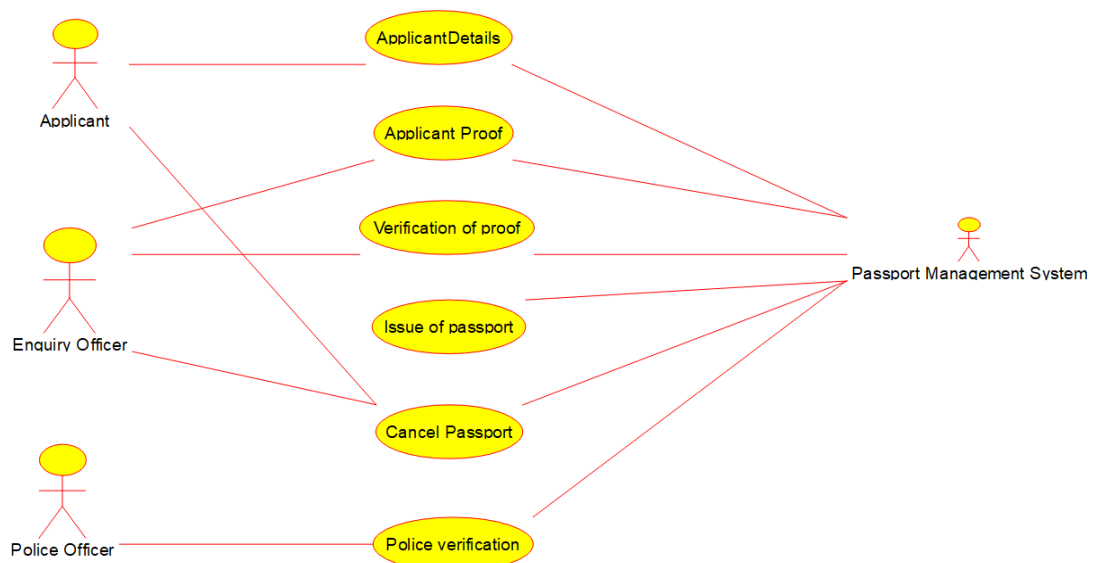 ApplicantDetails
Applicant
Applicant Proof
Verification of proof
Passport Management System
Enquiry Officer
Issue of passport
Cancel Passport
Police Officer
Police verification